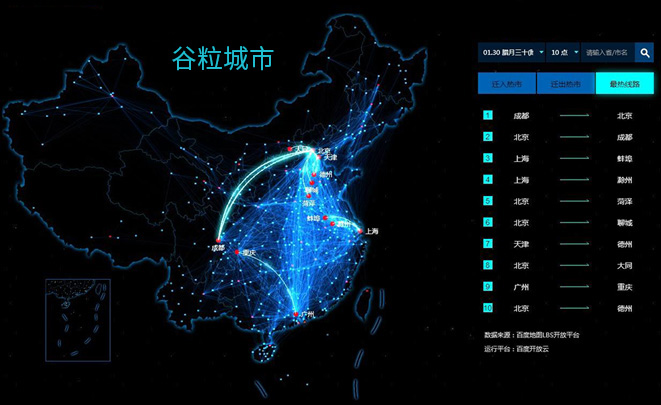 谷粒城市
01.30 腊月三十(除
10 点
请输入省/市名
迁入地市
迁出地市
最热线路
1 成都 北京
2 北京 成都
3 上海 蚌埠
4 上海 滁州
5 北京 菏泽
6 北京 聊城
7 天津 德州
8 北京 大同
9 广州 重庆
10 北京 德州
数据来源：百度地图LBS开放平台
运行平台：百度开放云
北京
天津
德州
聊城
菏泽
蚌埠
上海
成都
重庆
广州